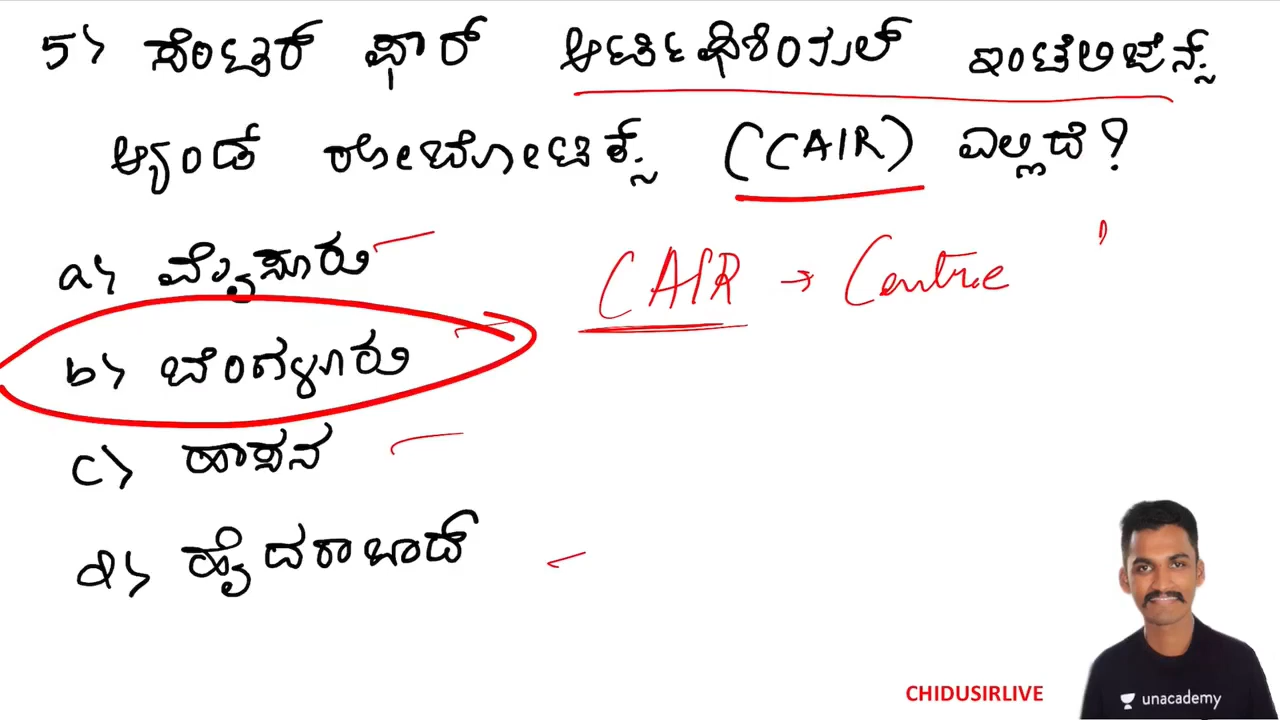 5> ಸೆಂಟರ್ ಫಾರ್ ಆರ್ಟಿಫಿಶಿಯಲ್ ಇಂಟೆಲಿಜೆನ್ಸ್
ಆ್ಯಂಡ್ ರೋಬೋಟಿಕ್ಸ್ (CAIR) ಎಲ್ಲಿದೆ?
a> ಮೈಸೂರು
CAIR → Centre
b> ಬೆಂಗಳೂರು
c> ಹಾಸನ
d> ಹೈದರಾಬಾದ್
CHIDUSIRLIVE
unacademy